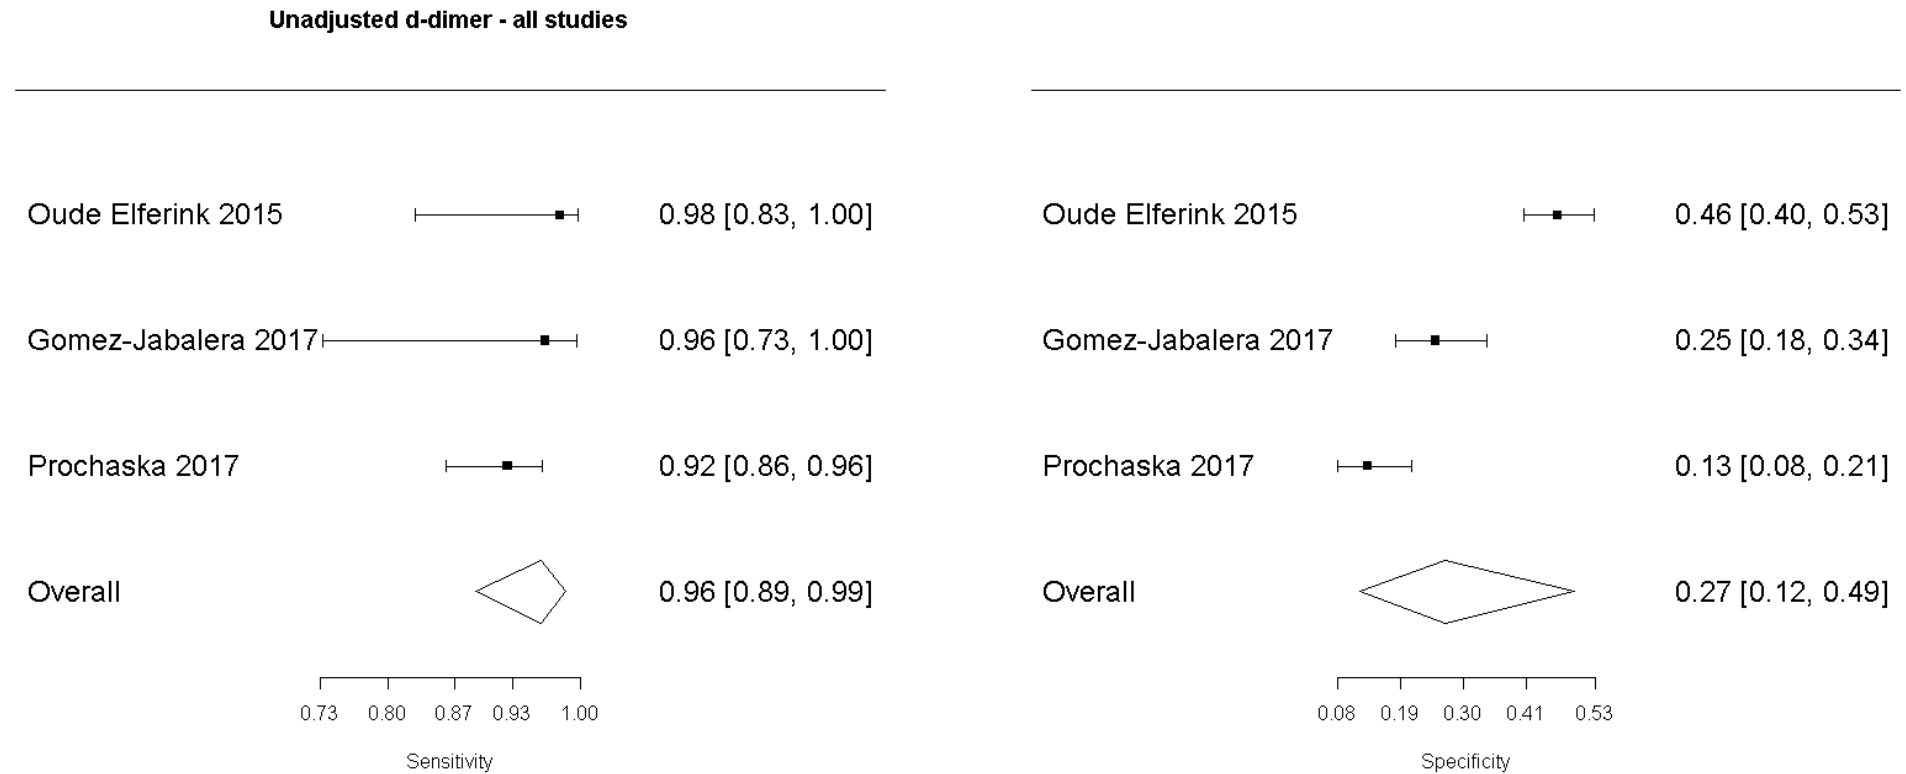 Unadjusted d-dimer - all studies
Oude Elferink 2015 0.98 [0.83, 1.00]
Gomez-Jabalera 2017 0.96 [0.73, 1.00]
Prochaska 2017 0.92 [0.86, 0.96]
Overall 0.96 [0.89, 0.99]
0.73 0.80 0.87 0.93 1.00
Sensitivity
Oude Elferink 2015 0.46 [0.40, 0.53]
Gomez-Jabalera 2017 0.25 [0.18, 0.34]
Prochaska 2017 0.13 [0.08, 0.21]
Overall 0.27 [0.12, 0.49]
0.08 0.19 0.30 0.41 0.53
Specificity